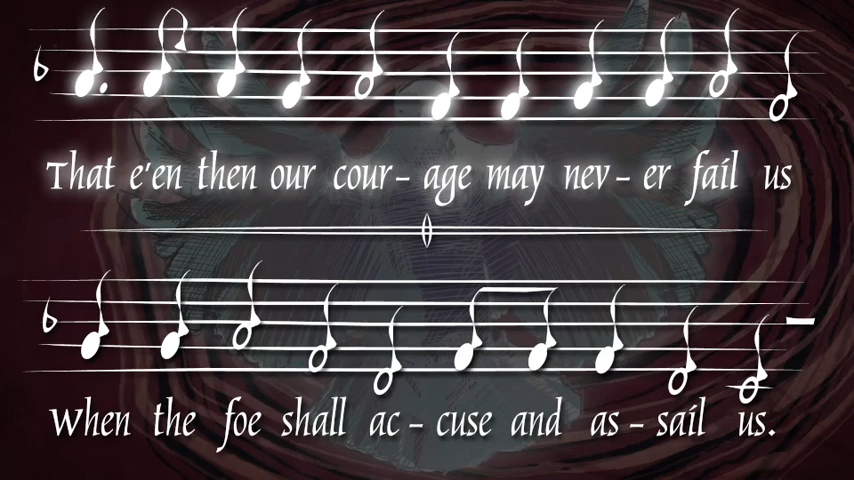 That e'en then our cour- age may nev- er fail us
When the foe shall ac- cuse and as- sail us.